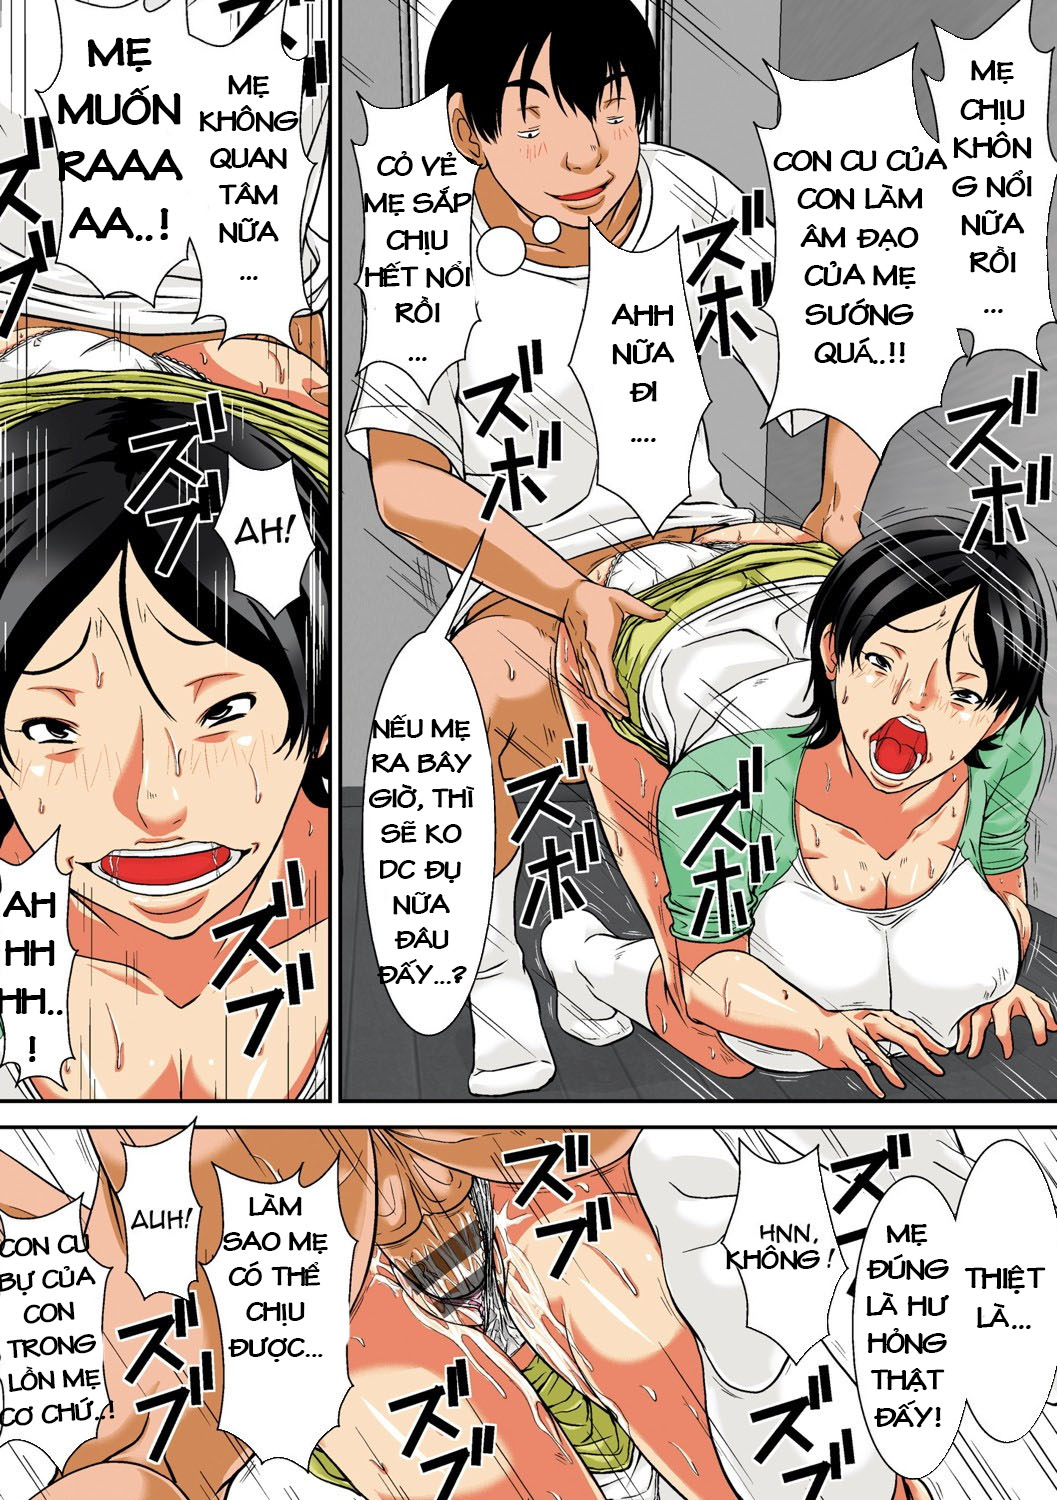 MẸ
CHỊU
KHÔN
G NỔI
NỮA
RỒI
...
CON CU CỦA
CON LÀM
ÂM ĐẠO
CỦA MẸ
SƯỚNG
QUÁ..!!
AHH
NỮA
ĐI
....
CỎ VẺ
MẸ SẮP
CHỊU
HẾT NỔI
RỒI
...
NẾU MẸ
RA BÂY
GIỜ, THÌ
SẼ KO
DC ĐỤ
NỮA
ĐÂU
ĐẤY...?
ズボ
ズボ
ズボ
ズボ
ズボ
MẸ
KHÔNG
QUAN
TÂM
NỮA
...
MẸ
MUỐN
RAAA
AA..!
AH!
AH
HH
HH..
!
ズブ
ズブ
ズブ
THIỆT
LÀ...
MẸ
ĐÚNG
LÀ HƯ
HỎNG
THẬT
ĐẤY!
HNN,
KHÔNG!
LÀM
SAO MẸ
CÓ THỂ
CHỊU
ĐƯỢC...
AUH!
CON CU
BỰ CỦA
CON
TRONG
LỒN MẸ
CƠ CHỨ..!
ズブ
ズブ
ズブ